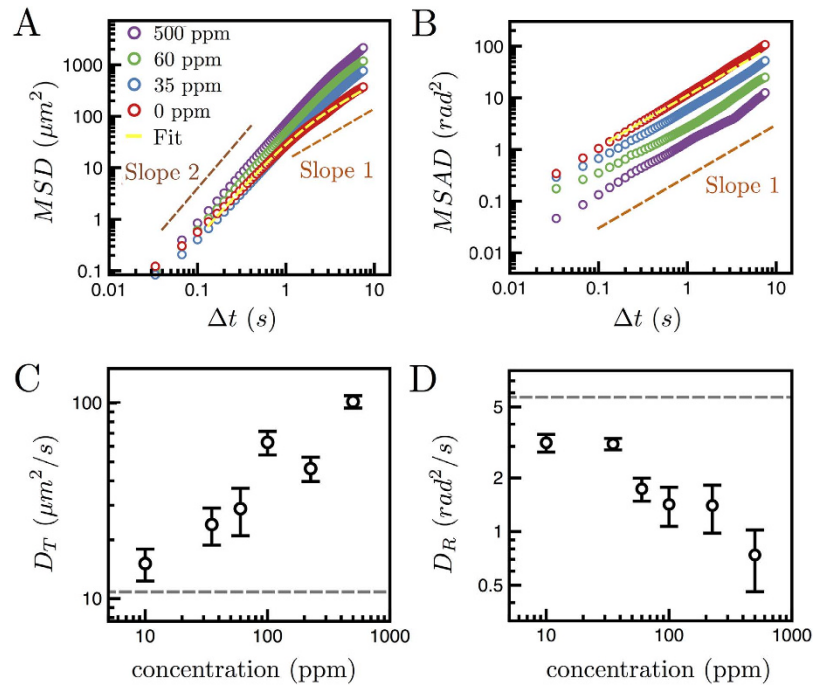 A
500 ppm
60 ppm
35 ppm
0 ppm
Fit
Slope 2
Slope 1
MSD (μm²)
1000
100
10
1
0.1
0.01
0.1
1
10
Δt (s)
B
MSAD (rad²)
100
10
1
0.1
0.01
Slope 1
0.01
0.1
1
10
Δt (s)
C
D_T (μm²/s)
100
10
10
100
1000
concentration (ppm)
D
D_R (rad²/s)
5
2
1
0.5
10
100
1000
concentration (ppm)